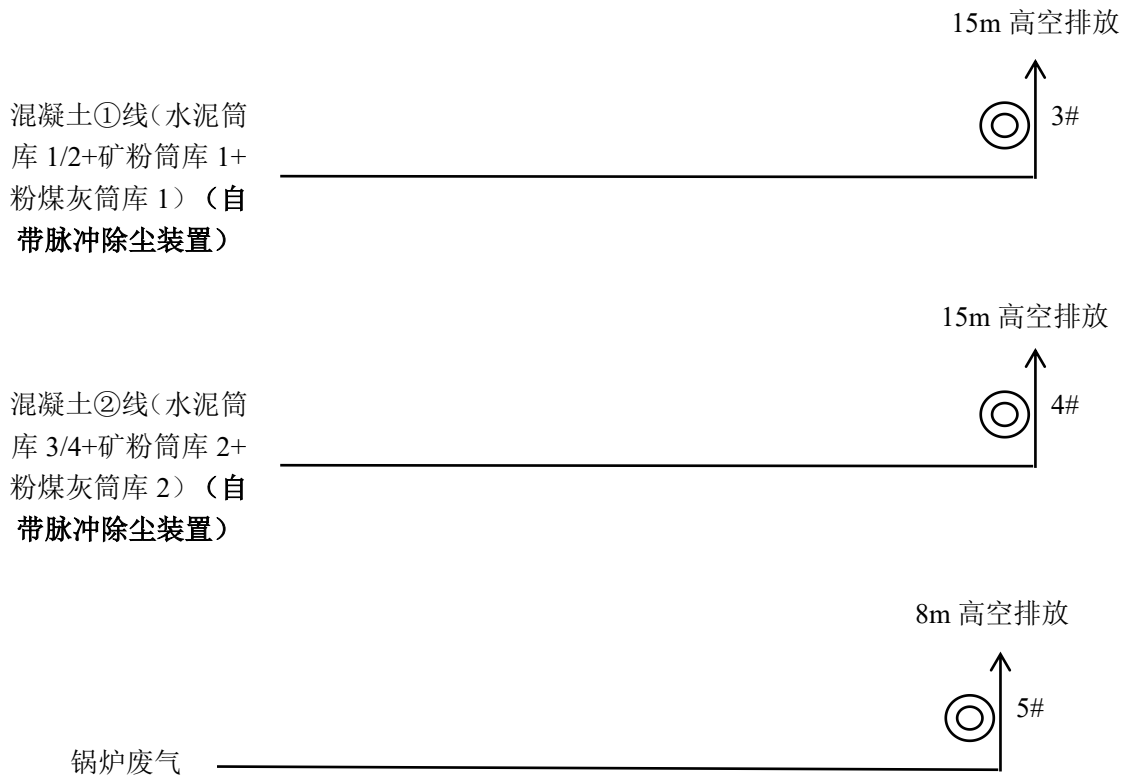 15m 高空排放
混凝土①线（水泥筒
库 1/2+矿粉筒库 1+
粉煤灰筒库 1）（自
带脉冲除尘装置）
3#
15m 高空排放
混凝土②线（水泥筒
库 3/4+矿粉筒库 2+
粉煤灰筒库 2）（自
带脉冲除尘装置）
4#
8m 高空排放
5#
锅炉废气